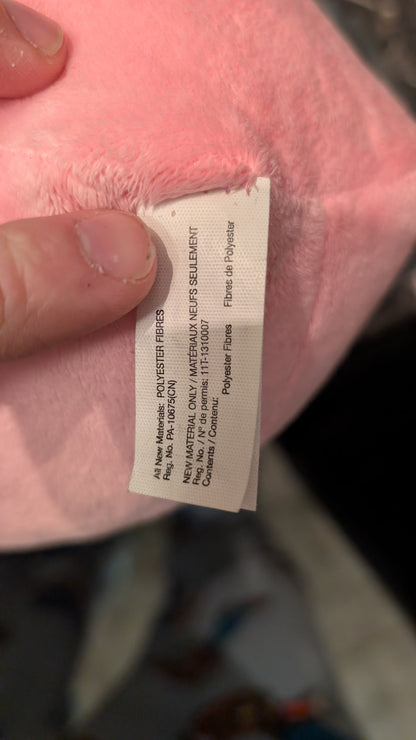 All New Materials: POLYESTER FIBRES
Reg. No. PA-10675(CN)
NEW MATERIAL ONLY / MATÉRIAUX NEUFS SEULEMENT
Reg. No. / Nº de permis: 11T-1310007
Contents / Contenu:
Polyester Fibres Fibres de Polyester